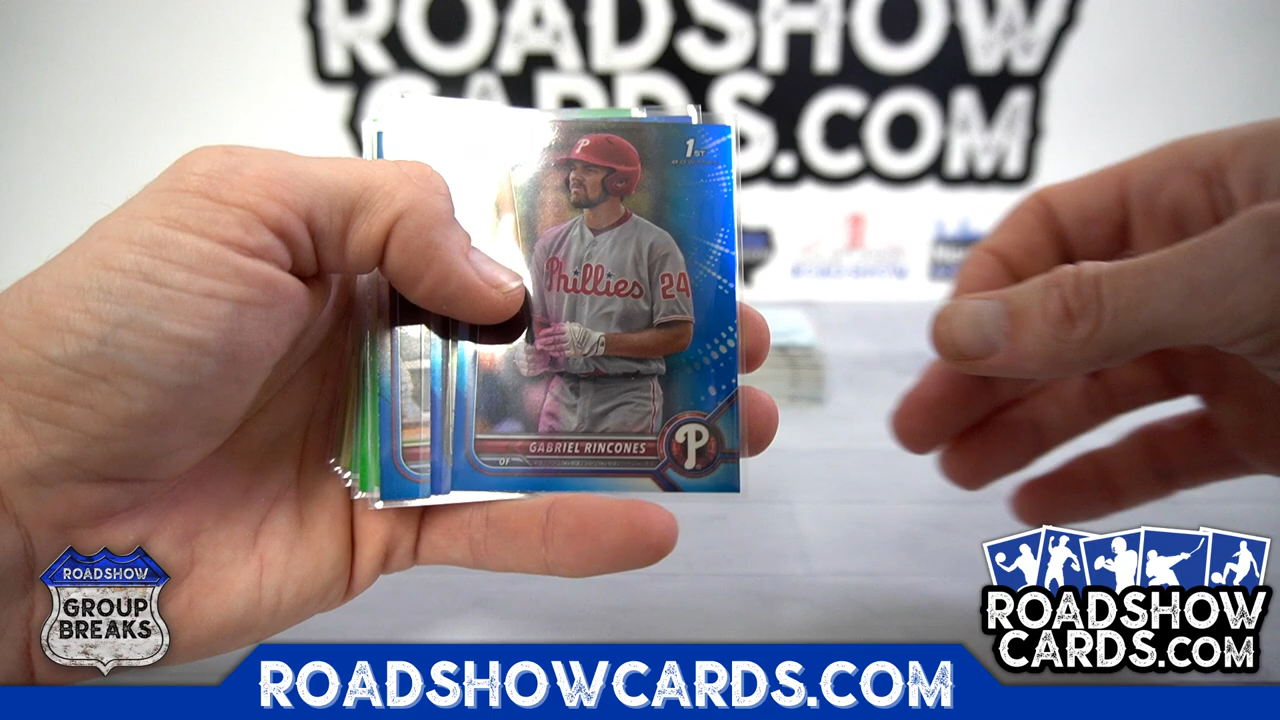 ROADSHOW
CARDS.COM
1ST
P
Phillies
24
GABRIEL RINCONES
OF
P
ROADSHOW
GROUP
BREAKS
ROADSHOW
CARDS.COM
ROADSHOWCARDS.COM